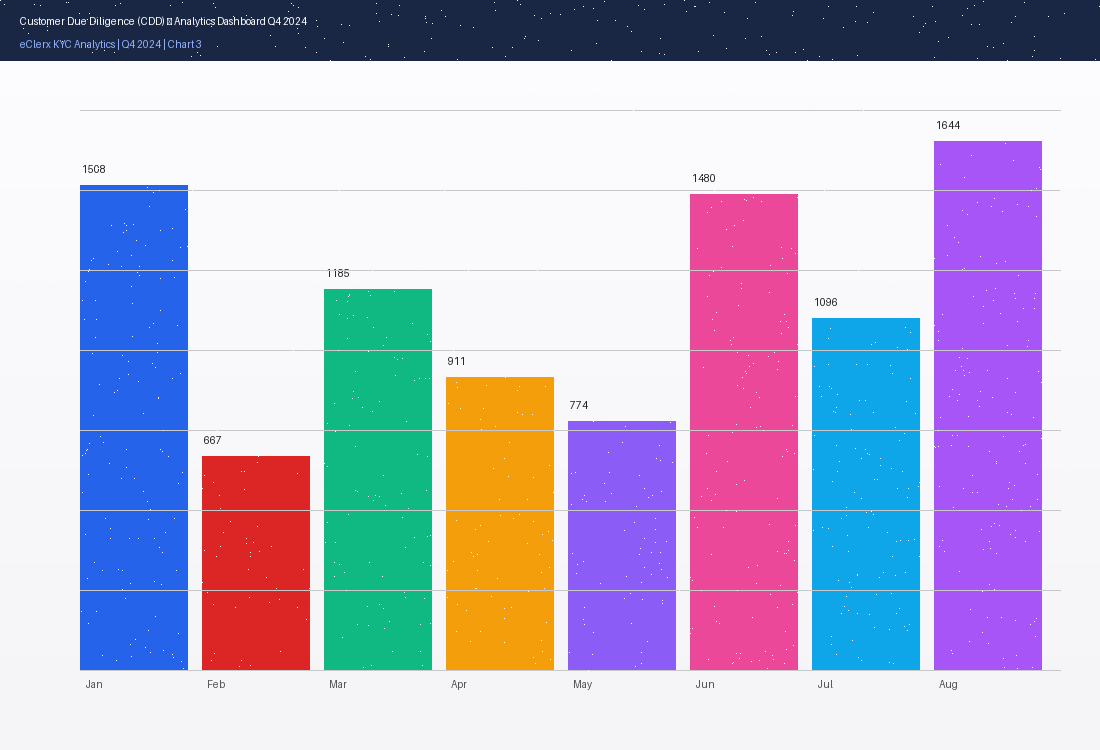 Customer Due Diligence (CDD) Analytics Dashboard Q4 2024
eClerx KYC Analytics | Q4 2024 | Chart 3
1644
1508
1480
1185
1096
911
774
667
Jan Feb Mar Apr May Jun Jul Aug